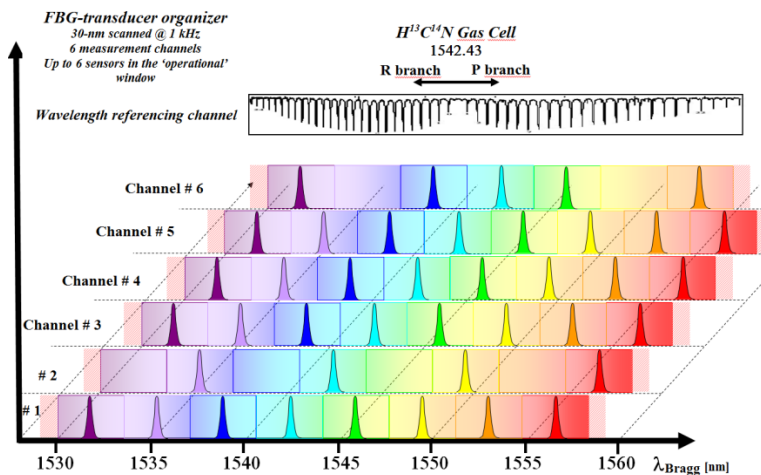 FBG-transducer organizer
30-nm scanned @ 1 kHz
6 measurement channels
Up to 6 sensors in the ‘operational’
window
H¹³C¹⁴N Gas Cell
1542.43
R branch P branch
Wavelength referencing channel
Channel # 6
Channel # 5
Channel # 4
Channel # 3
# 2
# 1
1530 1535 1540 1545 1550 1555 1560 λBragg [nm]